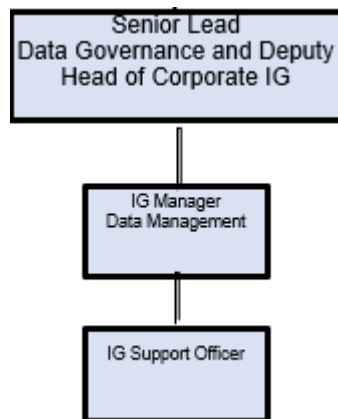 Senior Lead
Data Governance and Deputy
Head of Corporate IG
IG Manager
Data Management
IG Support Officer